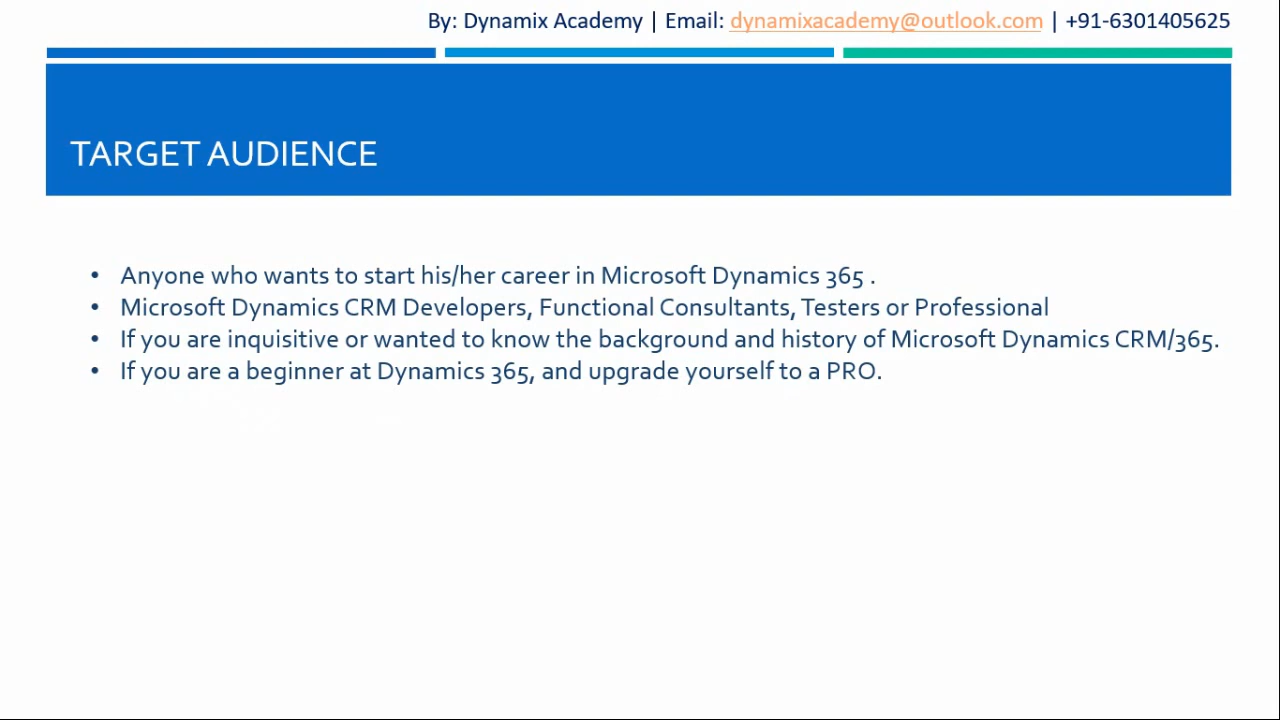 By: Dynamix Academy | Email: dynamixacademy@outlook.com | +91-6301405625
TARGET AUDIENCE
• Anyone who wants to start his/her career in Microsoft Dynamics 365 .
• Microsoft Dynamics CRM Developers, Functional Consultants, Testers or Professional
• If you are inquisitive or wanted to know the background and history of Microsoft Dynamics CRM/365.
• If you are a beginner at Dynamics 365, and upgrade yourself to a PRO.